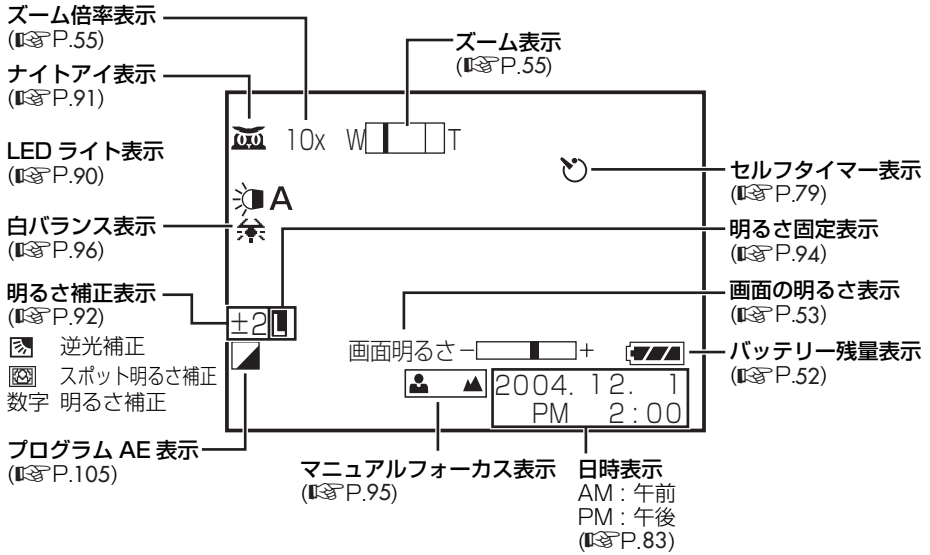 ズーム倍率表示
(☞P.55)
ズーム表示
(☞P.55)
ナイトアイ表示
(☞P.91)
10x W T
LED ライト表示
(☞P.90)
A
セルフタイマー表示
(☞P.79)
白バランス表示
(☞P.96)
明るさ固定表示
(☞P.94)
明るさ補正表示
(☞P.92)
±2
逆光補正
スポット明るさ補正
数字 明るさ補正
画面の明るさ表示
(☞P.53)
画面明るさ − +
バッテリー残量表示
(☞P.52)
2004. 12. 1
PM 2:00
プログラム AE 表示
(☞P.105)
マニュアルフォーカス表示
(☞P.95)
日時表示
AM : 午前
PM : 午後
(☞P.83)